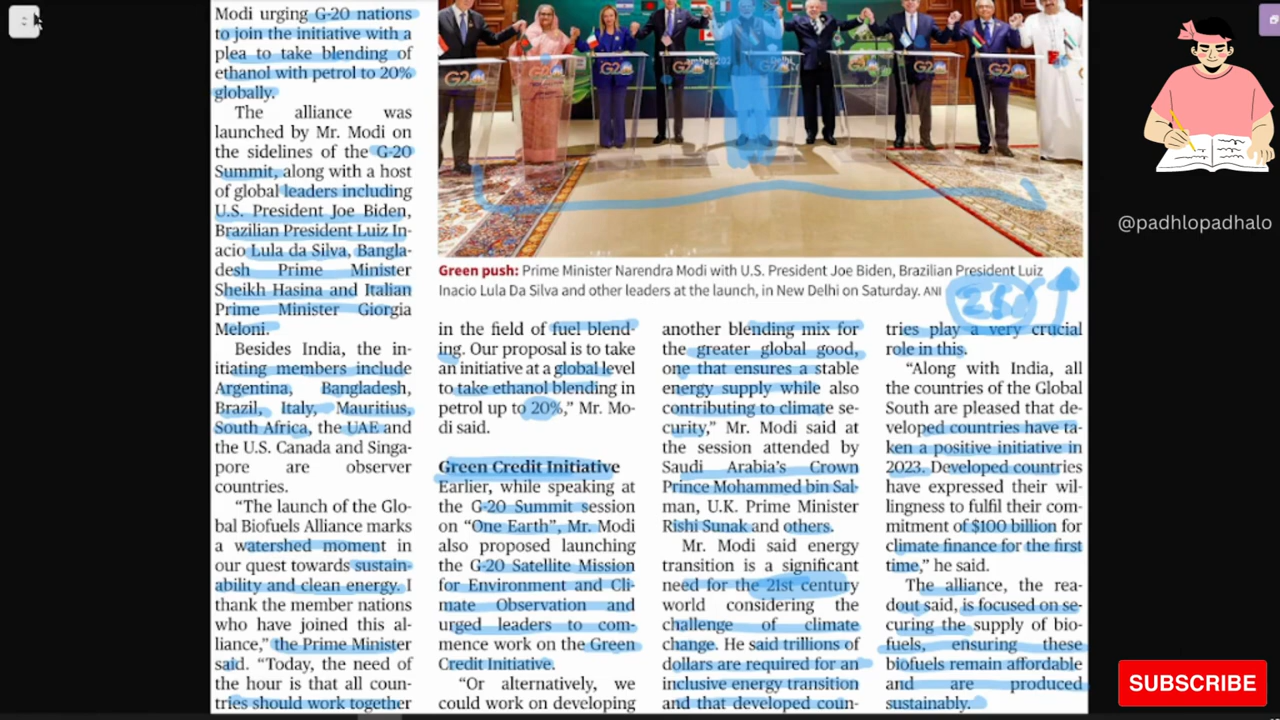 Modi urging G-20 nations
to join the initiative with a
plea to take blending of
ethanol with petrol to 20%
globally.
The alliance was
launched by Mr. Modi on
the sidelines of the G-20
Summit, along with a host
of global leaders including
U.S. President Joe Biden,
Brazilian President Luiz In-
acio Lula da Silva, Bangla-
desh Prime Minister
Sheikh Hasina and Italian
Prime Minister Giorgia
Meloni.
Besides India, the in-
itiating members include
Argentina, Bangladesh,
Brazil, Italy, Mauritius,
South Africa, the UAE and
the U.S. Canada and Singa-
pore are observer
countries.
"The launch of the Glo-
bal Biofuels Alliance marks
a watershed moment in
our quest towards sustain-
ability and clean energy. I
thank the member nations
who have joined this al-
liance," the Prime Minister
said. "Today, the need of
the hour is that all coun-
tries should work together
G20
G20
G20
G20
G20
Green push: Prime Minister Narendra Modi with U.S. President Joe Biden, Brazilian President Luiz
Inacio Lula Da Silva and other leaders at the launch, in New Delhi on Saturday. ANI
in the field of fuel blend-
ing. Our proposal is to take
an initiative at a global level
to take ethanol blending in
petrol up to 20%," Mr. Mo-
di said.
Green Credit Initiative
Earlier, while speaking at
the G-20 Summit session
on "One Earth", Mr. Modi
also proposed launching
the G-20 Satellite Mission
for Environment and Cli-
mate Observation and
urged leaders to com-
mence work on the Green
Credit Initiative.
"Or alternatively, we
could work on developing
another blending mix for
the greater global good,
one that ensures a stable
energy supply while also
contributing to climate se-
curity," Mr. Modi said at
the session attended by
Saudi Arabia's Crown
Prince Mohammed bin Sal-
man, U.K. Prime Minister
Rishi Sunak and others.
Mr. Modi said energy
transition is a significant
need for the 21st century
world considering the
challenge of climate
change. He said trillions of
dollars are required for an
inclusive energy transition
and that developed coun-
tries play a very crucial
role in this.
"Along with India, all
the countries of the Global
South are pleased that de-
veloped countries have ta-
ken a positive initiative in
2023. Developed countries
have expressed their wil-
lingness to fulfil their com-
mitment of $100 billion for
climate finance for the first
time," he said.
The alliance, the rea-
dout said, is focused on se-
curing the supply of bio-
fuels, ensuring these
biofuels remain affordable
and are produced
sustainably.
@padhlopadhalo
SUBSCRIBE